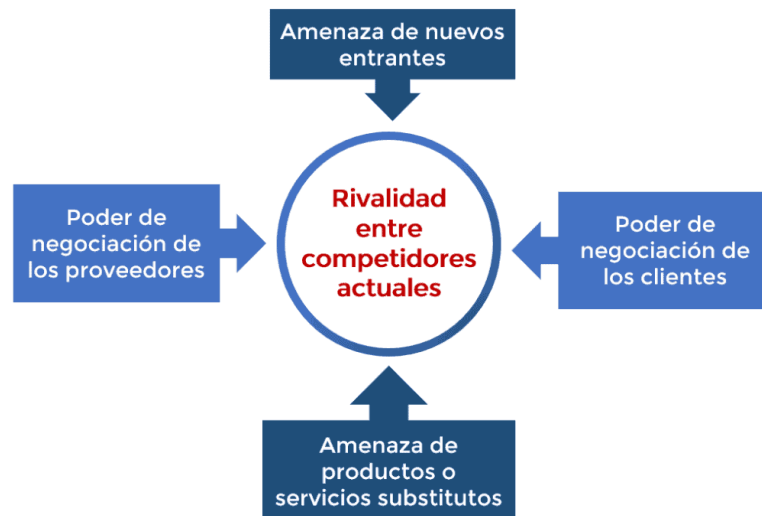 Amenaza de nuevos
entrantes
Poder de
negociación de
los proveedores
Rivalidad
entre
competidores
actuales
Poder de
negociación de
los clientes
Amenaza de
productos o
servicios substitutos